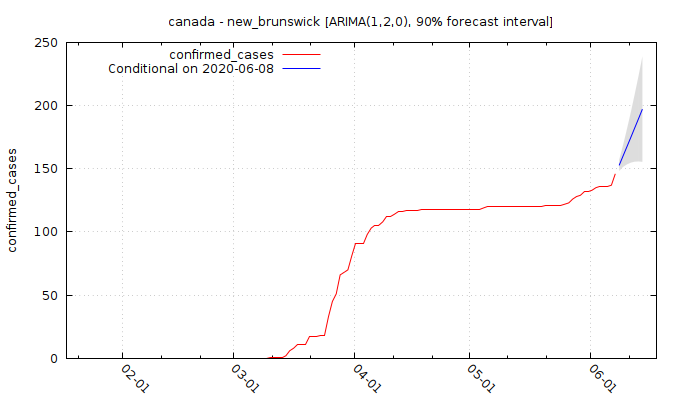 canada - new_brunswick [ARIMA(1,2,0), 90% forecast interval]
250
200
150
100
50
0
confirmed_cases
confirmed_cases
Conditional on 2020-06-08
02-01
03-01
04-01
05-01
06-01